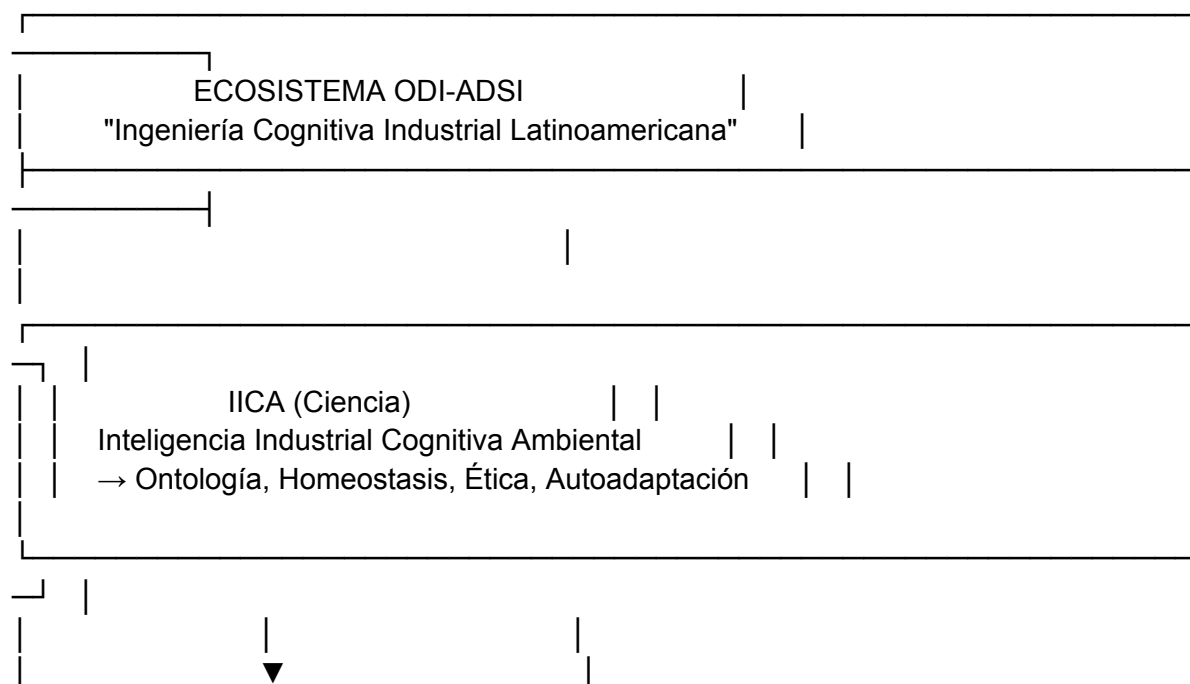 ECOSISTEMA ODI-ADSI
"Ingeniería Cognitiva Industrial Latinoamericana"
IICA (Ciencia)
Inteligencia Industrial Cognitiva Ambiental
→ Ontología, Homeostasis, Ética, Autoadaptación
▼